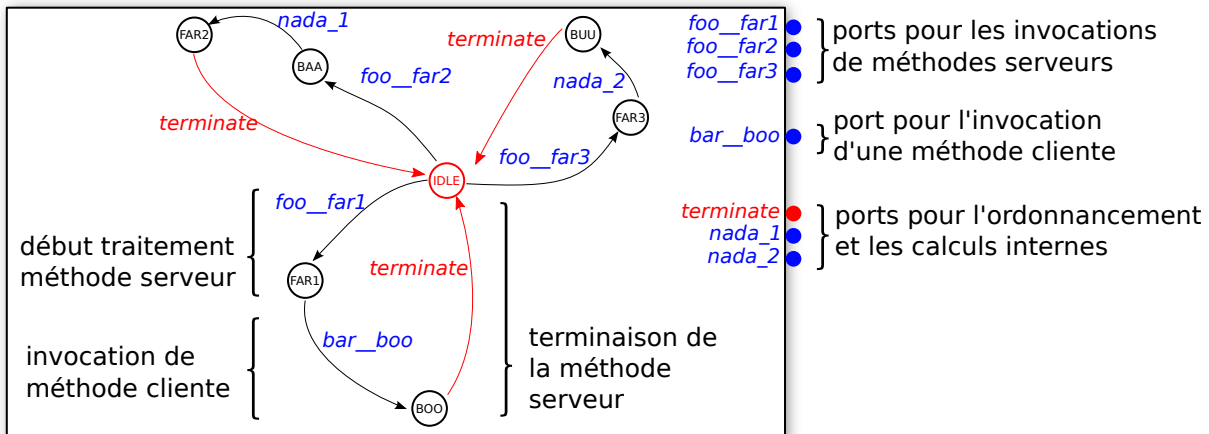 nada_1
FAR2
BAA
foo__far2
terminate
terminate
BUU
nada_2
FAR3
foo__far3
IDLE
foo__far1
début traitement
méthode serveur
FAR1
terminate
bar__boo
invocation de
méthode cliente
BOO
terminaison de
la méthode
serveur
foo__far1
foo__far2
foo__far3
ports pour les invocations
de méthodes serveurs
bar__boo
port pour l'invocation
d'une méthode cliente
terminate
nada_1
nada_2
ports pour l'ordonnancement
et les calculs internes